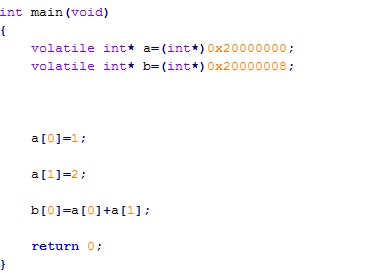 int main(void)
{
    volatile int* a=(int*)0x20000000;
    volatile int* b=(int*)0x20000008;
    a[0]=1;
    a[1]=2;
    b[0]=a[0]+a[1];
    return 0;
}